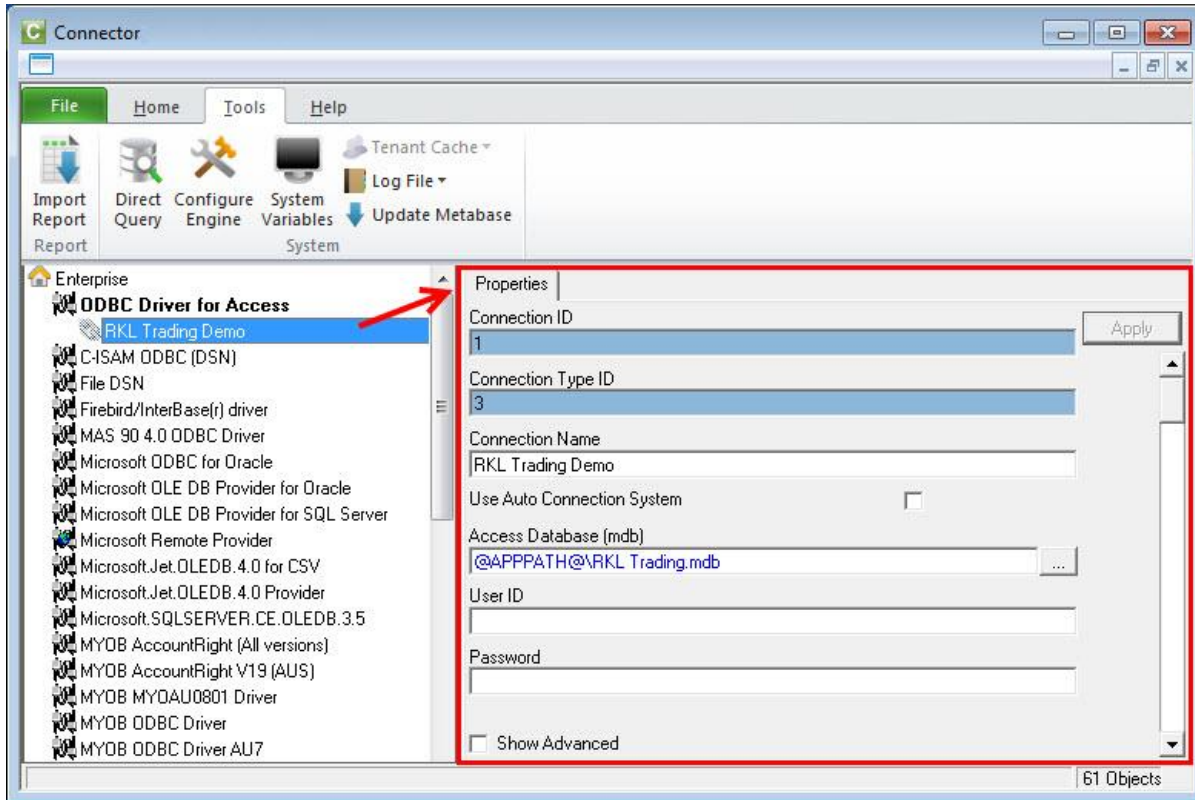 Connector
File Home Tools Help
Import Report
Direct Query
Configure Engine
System Variables
Tenant Cache
Log File
Update Metabase
Report
System
Enterprise
ODBC Driver for Access
RKL Trading Demo
C-ISAM ODBC (DSN)
File DSN
Firebird/InterBase(r) driver
MAS 90 4.0 ODBC Driver
Microsoft ODBC for Oracle
Microsoft OLE DB Provider for Oracle
Microsoft OLE DB Provider for SQL Server
Microsoft Remote Provider
Microsoft.Jet.OLEDB.4.0 for CSV
Microsoft.Jet.OLEDB.4.0 Provider
Microsoft.SQLSERVER.CE.OLEDB.3.5
MYOB AccountRight (All versions)
MYOB AccountRight V19 (AUS)
MYOB MYOAU0801 Driver
MYOB ODBC Driver
MYOB ODBC Driver AU7
Properties
Connection ID
1
Apply
Connection Type ID
3
Connection Name
RKL Trading Demo
Use Auto Connection System
Access Database (mdb)
@APPPATH@\RKL Trading.mdb
...
User ID
Password
Show Advanced
61 Objects